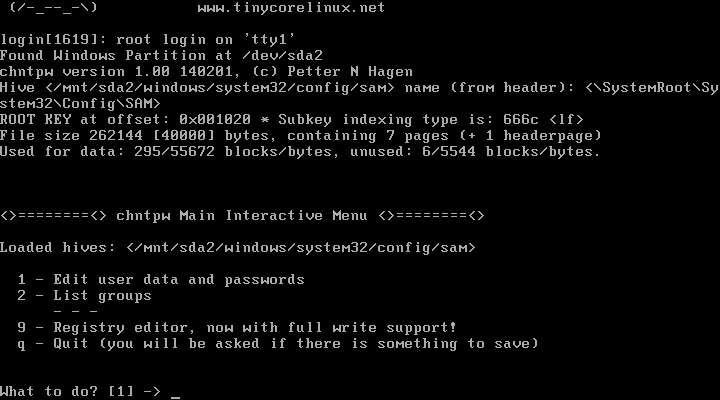 (/-_--_-\)          www.tinycorelinux.net
login[1619]: root login on 'tty1'
Found Windows Partition at /dev/sda2
chntpw version 1.00 140201, (c) Petter N Hagen
Hive </mnt/sda2/windows/system32/config/sam> name (from header): <\SystemRoot\Sy
stem32\Config\SAM>
ROOT KEY at offset: 0x001020 * Subkey indexing type is: 666c <lf>
File size 262144 [40000] bytes, containing 7 pages (+ 1 headerpage)
Used for data: 295/55672 blocks/bytes, unused: 6/5544 blocks/bytes.
<>========<> chntpw Main Interactive Menu <>========<>
Loaded hives: </mnt/sda2/windows/system32/config/sam>
1 - Edit user data and passwords
2 - List groups
- - -
9 - Registry editor, now with full write support!
q - Quit (you will be asked if there is something to save)
What to do? [1] -> _